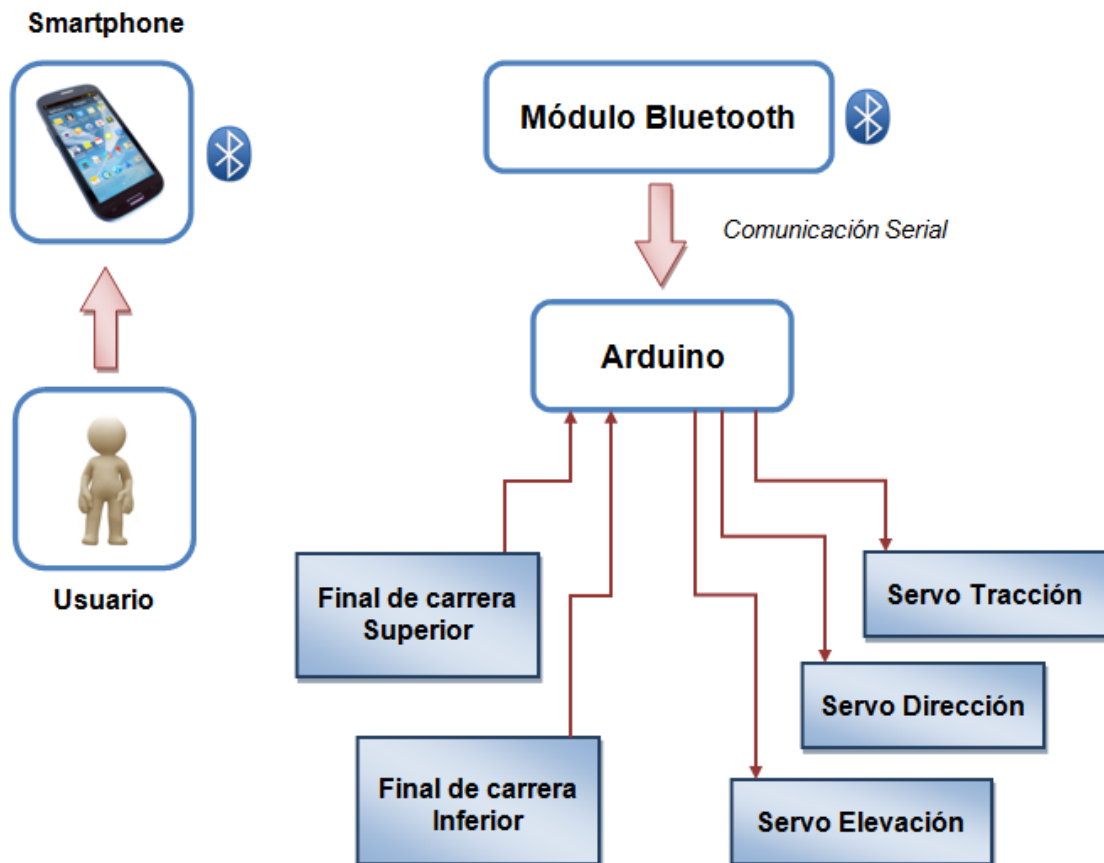 Smartphone
Módulo Bluetooth
Comunicación Serial
Arduino
Usuario
Final de carrera
Superior
Servo Tracción
Servo Dirección
Final de carrera
Inferior
Servo Elevación